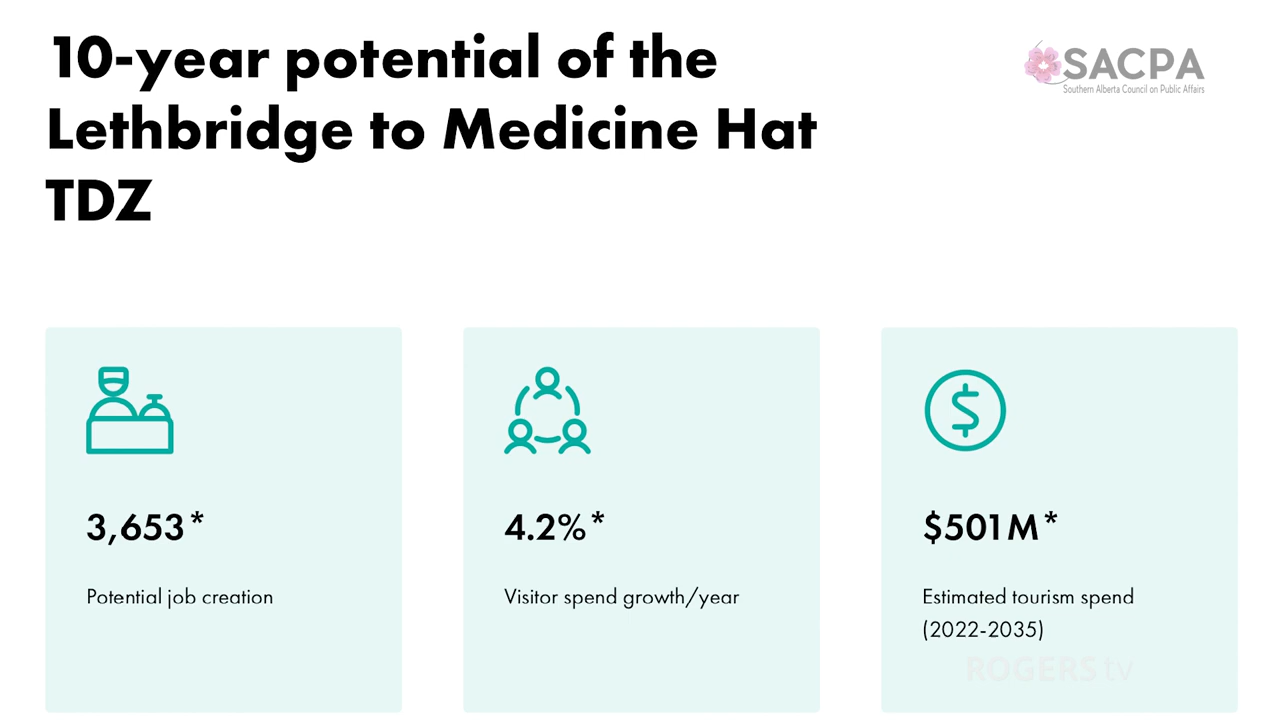 10-year potential of the
Lethbridge to Medicine Hat
TDZ
SACPA
Southern Alberta Council on Public Affairs
3,653*
Potential job creation
4.2%*
Visitor spend growth/year
$501M*
Estimated tourism spend
(2022-2035)
ROGERS tv